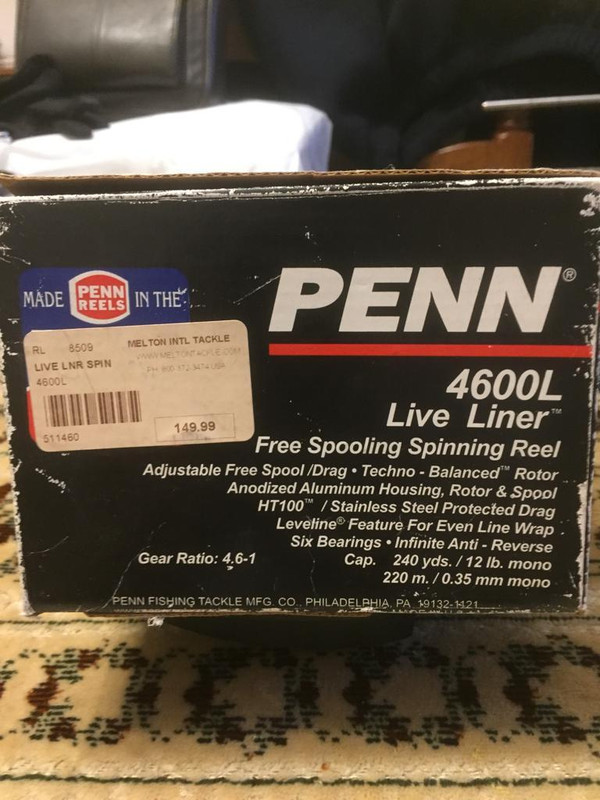 MADE PENN REELS IN THE
PENN®
RL 8509 MELTON INTL TACKLE
WWW.MELTONTACKLE.COM
LIVE LNR SPIN
4600L
149.99
511460
4600L
Live Liner™
Free Spooling Spinning Reel
Adjustable Free Spool/Drag • Techno-Balanced™ Rotor
Anodized Aluminum Housing, Rotor & Spool
HT100™ / Stainless Steel Protected Drag
Leveline® Feature For Even Line Wrap
Six Bearings • Infinite Anti-Reverse
Gear Ratio: 4.6-1 Cap. 240 yds. / 12 lb. mono
220 m. / 0.35 mm mono
PENN FISHING TACKLE MFG. CO., PHILADELPHIA, PA 19132-1121